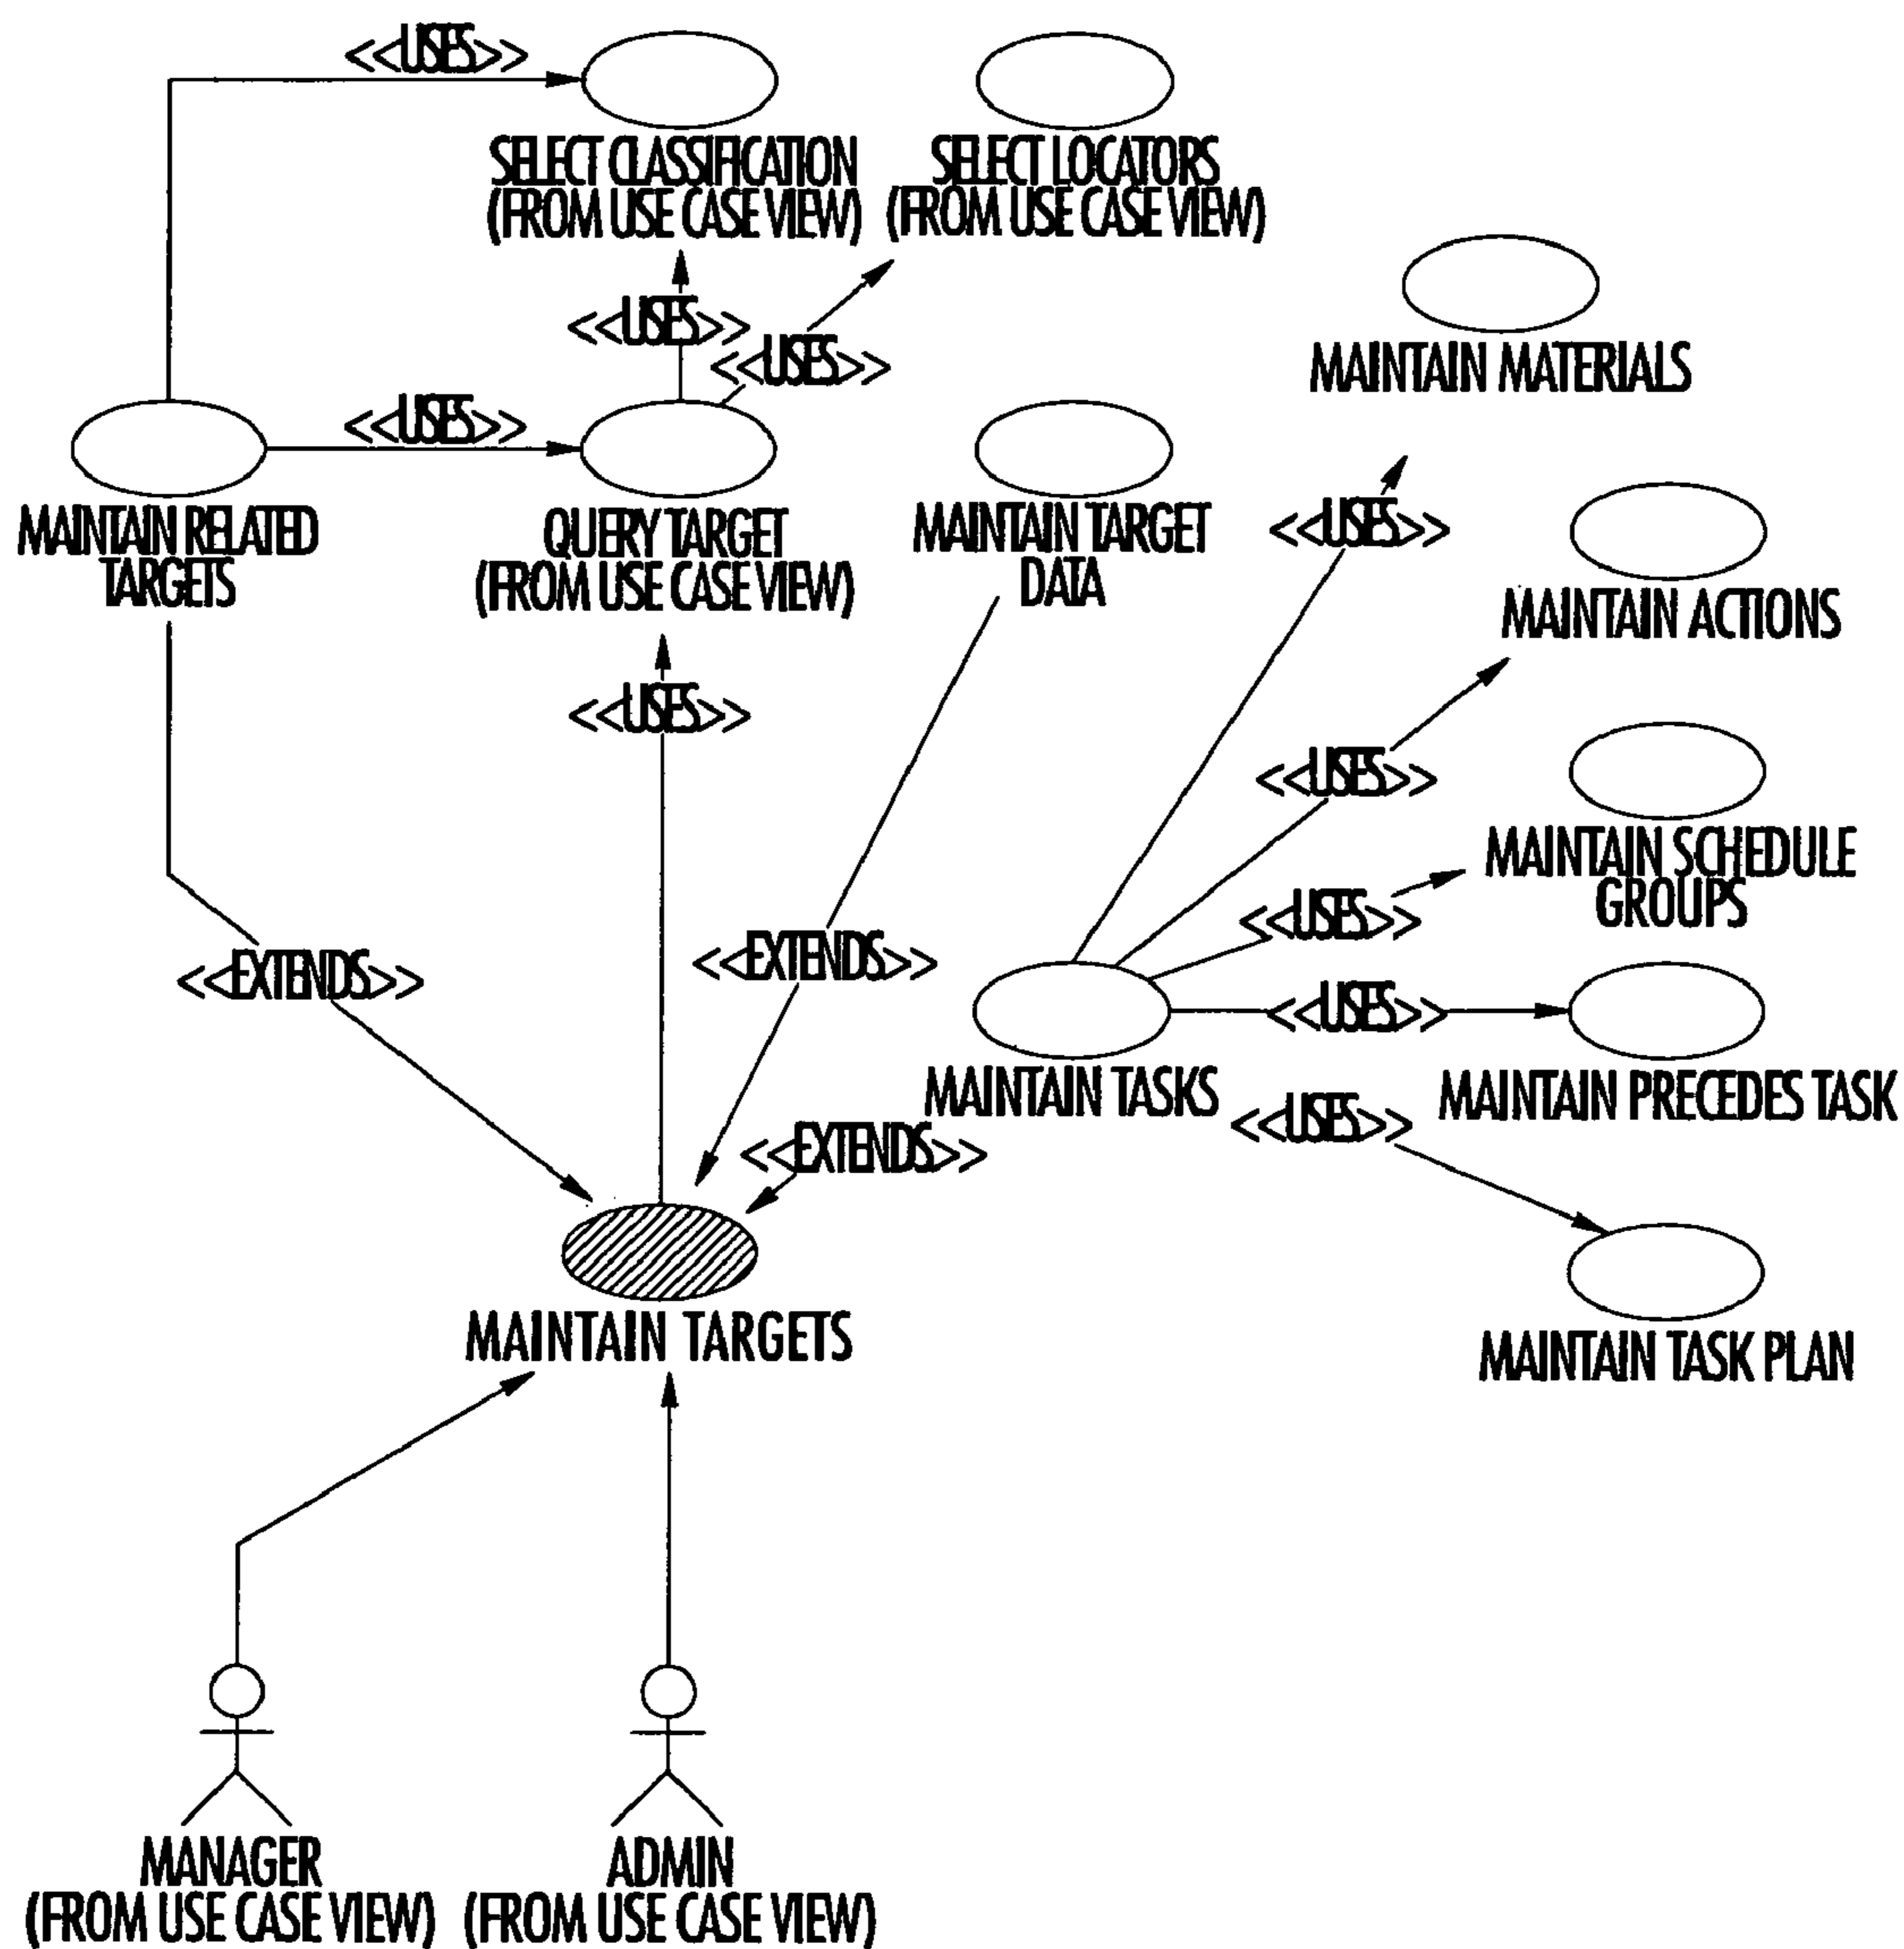 <<USES>>
SELECT CLASSIFICATION
(FROM USE CASE VIEW)
SELECT LOCATORS
(FROM USE CASE VIEW)
<<USES>>
<<USES>>
MAINTAIN MATERIALS
<<USES>>
MAINTAIN RELATED
TARGETS
QUERY TARGET
(FROM USE CASE VIEW)
MAINTAIN TARGET
DATA
<<USES>>
MAINTAIN ACTIONS
<<USES>>
<<USES>>
MAINTAIN SCHEDULE
GROUPS
<<USES>>
<<EXTENDS>>
<<EXTENDS>>
<<USES>>
MAINTAIN TASKS
MAINTAIN PRECEDES TASK
<<USES>>
<<EXTENDS>>
MAINTAIN TARGETS
MAINTAIN TASK PLAN
MANAGER
(FROM USE CASE VIEW)
ADMIN
(FROM USE CASE VIEW)